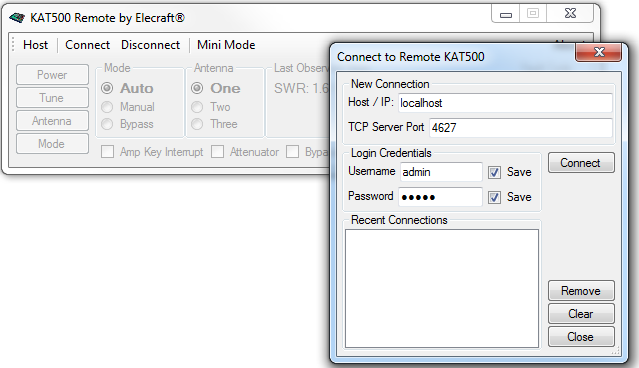 KAT500 Remote by Elecraft®
Host Connect Disconnect Mini Mode
Power
Tune
Antenna
Mode
Mode
Auto
Manual
Bypass
Antenna
One
Two
Three
Last Observ
SWR: 1.6
Amp Key Interrupt Attenuator Bypa
Connect to Remote KAT500
New Connection
Host / IP: localhost
TCP Server Port 4627
Login Credentials
Username admin Save
Password ●●●●● Save
Connect
Recent Connections
Remove
Clear
Close